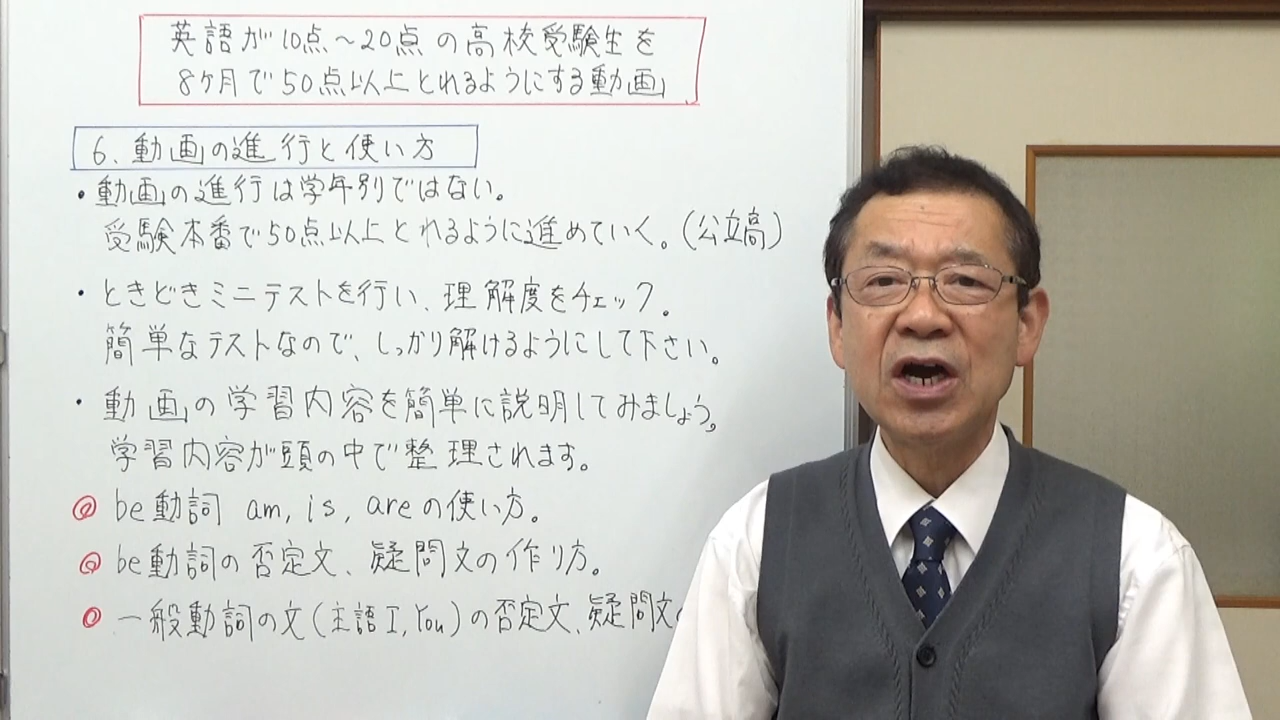 英語が10点～20点の高校受験生を
8ヶ月で50点以上とれるようにする動画
6、動画の進行と使い方
・動画の進行は学年別ではない。
受験本番で50点以上とれるように進めていく。(公立高)
・ときどきミニテストを行い、理解度をチェック。
簡単なテストなので、しっかり解けるようにして下さい。
・動画の学習内容を簡単に説明してみましょう。
学習内容が頭の中で整理されます。
◎ be動詞 am, is, areの使い方。
◎ be動詞の否定文、疑問文の作り方。
◎ 一般動詞の文(主語I, You)の否定文、疑問文